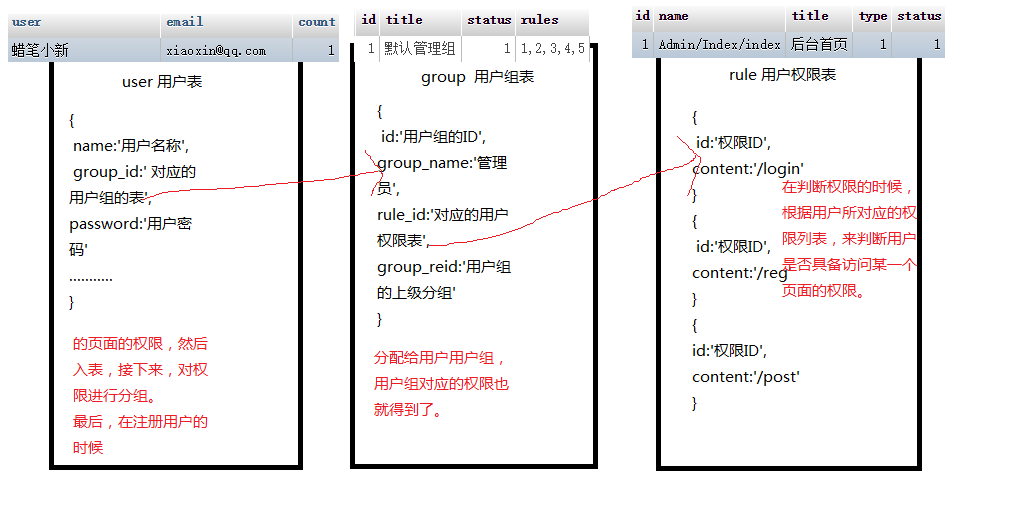 user email count
蜡笔小新 xiaoxin@qq.com 1
user 用户表
{
name:'用户名称',
group_id:' 对应的
用户组的表',
password:'用户密
码'
...........
}
的页面的权限，然后
入表，接下来，对权
限进行分组。
最后，在注册用户的
时候
id title status rules
1 默认管理组 1 1,2,3,4,5
group 用户组表
{
id:'用户组的ID',
group_name:'管理
员',
rule_id:'对应的用户
权限表',
group_reid:'用户组
的上级分组'
}
分配给用户用户组，
用户组对应的权限也
就得到了。
id name title type status
1 Admin/Index/index 后台首页 1 1
rule 用户权限表
{
id:'权限ID',
content:'/login'
}
{
id:'权限ID',
content:'/reg
}
{
id:'权限ID',
content:'/post'
}
在判断权限的时候，
根据用户所对应的权
限列表，来判断用户
是否具备访问某一个
页面的权限。